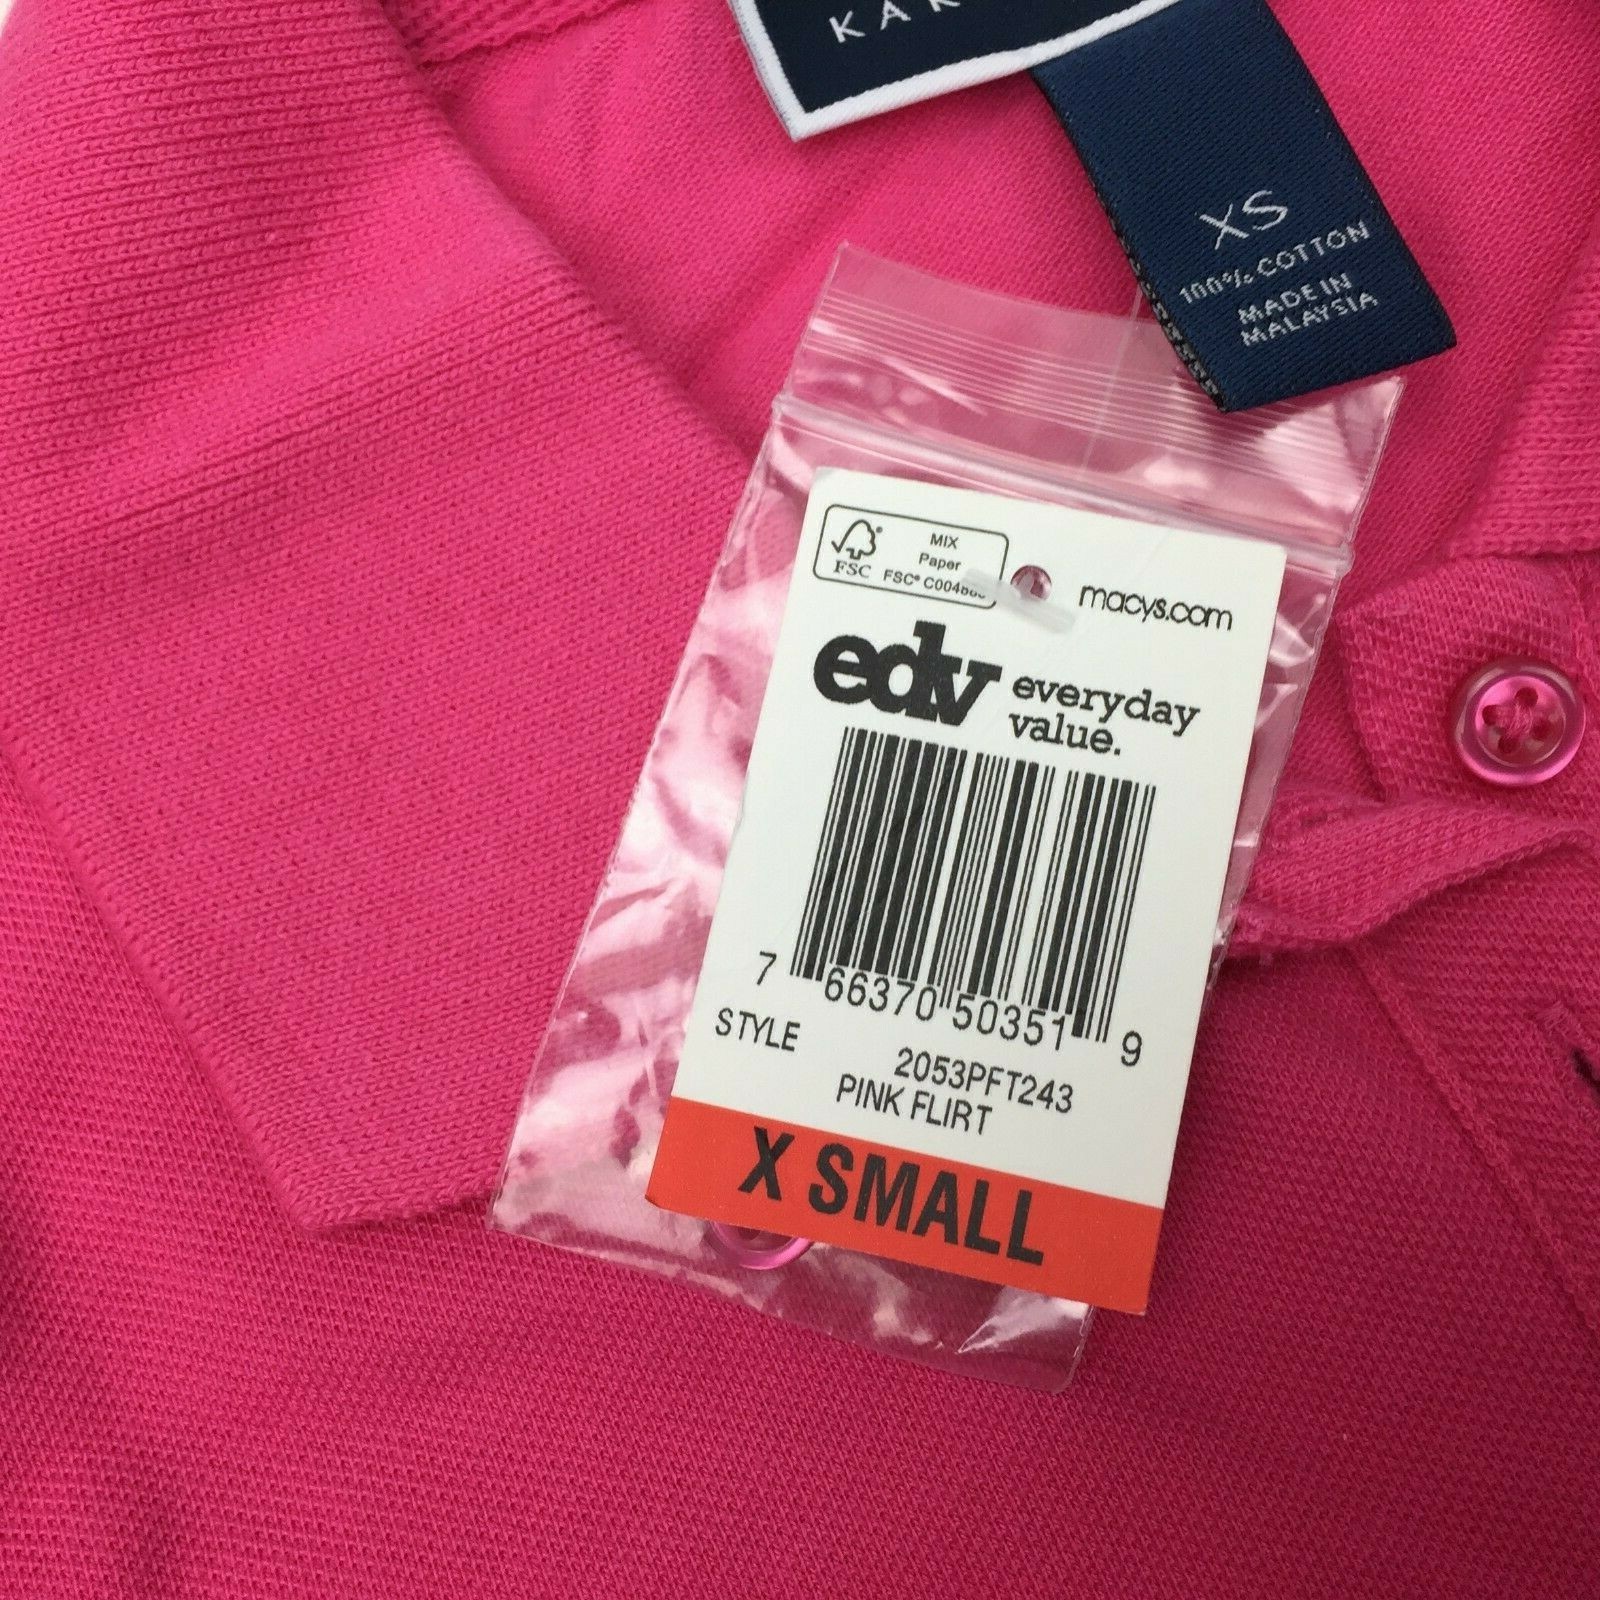 KAR
XS
100% COTTON
MADE IN
MALAYSIA
FSC
MIX
Paper
FSC®
macys.com
edv everyday
value.
7 66370 50351 9
STYLE 2053PFT243
PINK FLIRT
X SMALL